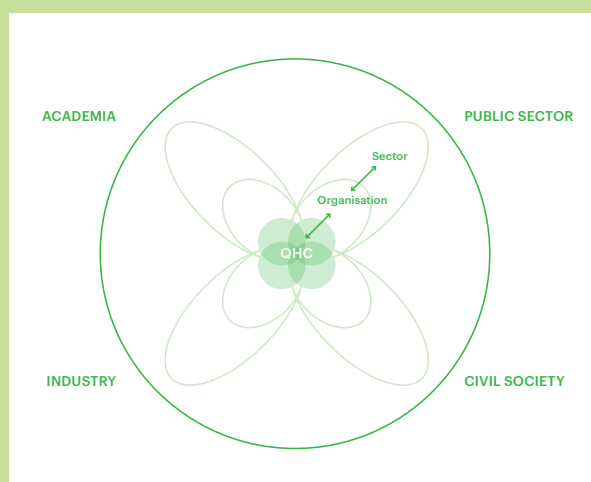 ACADEMIA
PUBLIC SECTOR
Sector
Organisation
QHC
INDUSTRY
CIVIL SOCIETY